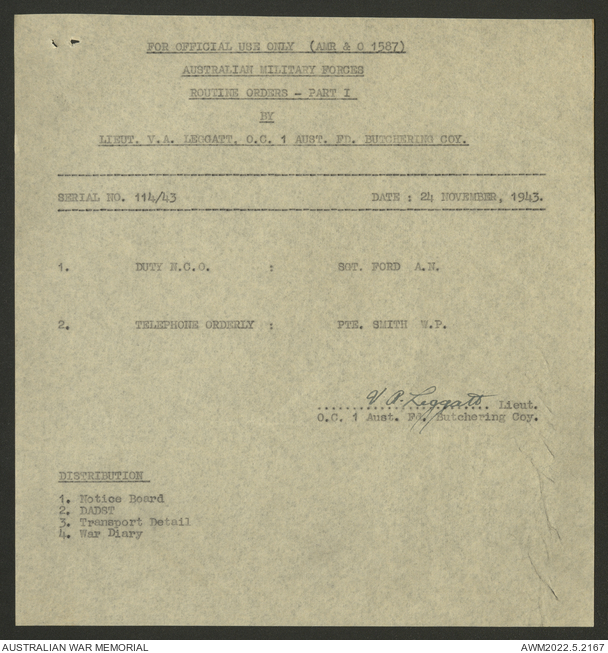 FOR OFFICIAL USE ONLY (AMR & O 1587)
AUSTRALIAN MILITARY FORCES
ROUTINE ORDERS - PART I
BY
LIEUT. V.A. LEGGATT, O.C. 1 AUST. FD. BUTCHERING COY.
SERIAL NO. 114/43 DATE : 24 NOVEMBER, 1943.
1. DUTY N.C.O. : SGT. FORD A.N.
2. TELEPHONE ORDERLY : PTE. SMITH W.P.
V A. Leggatt Lieut.
O.C. 1 Aust. Fd. Butchering Coy.
DISTRIBUTION
1. Notice Board
2. DADST
3. Transport Detail
4. War Diary
AUSTRALIAN WAR MEMORIAL AWM2022.5.2167